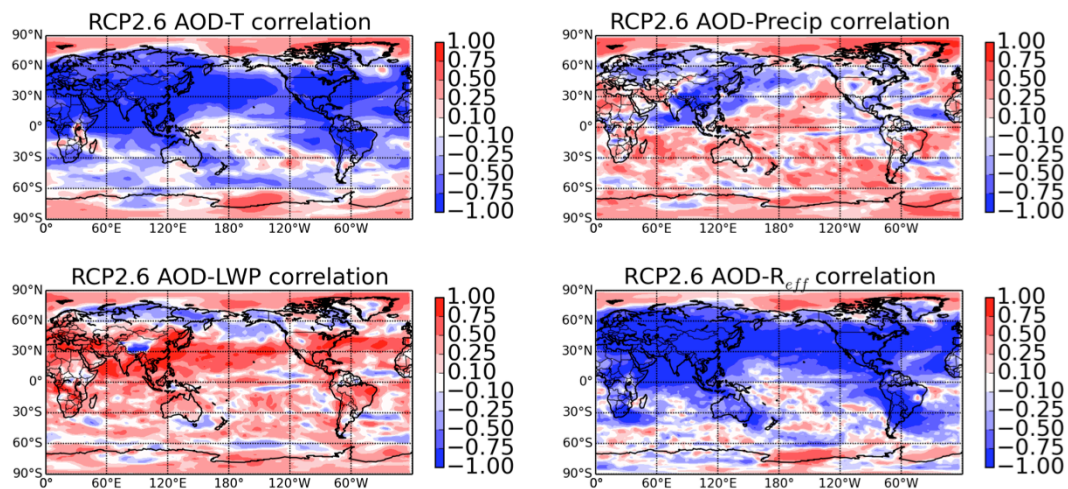 RCP2.6 AOD-T correlation
90°N
60°N
30°N
0°
30°S
60°S
90°S
0° 60°E 120°E 180°W 120°W 60°W
1.00
0.75
0.50
0.25
0.10
−0.10
−0.25
−0.50
−0.75
−1.00
RCP2.6 AOD-Precip correlation
90°N
60°N
30°N
0°
30°S
60°S
90°S
0° 60°E 120°E 180°W 120°W 60°W
1.00
0.75
0.50
0.25
0.10
−0.10
−0.25
−0.50
−0.75
−1.00
RCP2.6 AOD-LWP correlation
90°N
60°N
30°N
0°
30°S
60°S
90°S
0° 60°E 120°E 180°W 120°W 60°W
1.00
0.75
0.50
0.25
0.10
−0.10
−0.25
−0.50
−0.75
−1.00
RCP2.6 AOD-R_eff correlation
90°N
60°N
30°N
0°
30°S
60°S
90°S
0° 60°E 120°E 180°W 120°W 60°W
1.00
0.75
0.50
0.25
0.10
−0.10
−0.25
−0.50
−0.75
−1.00